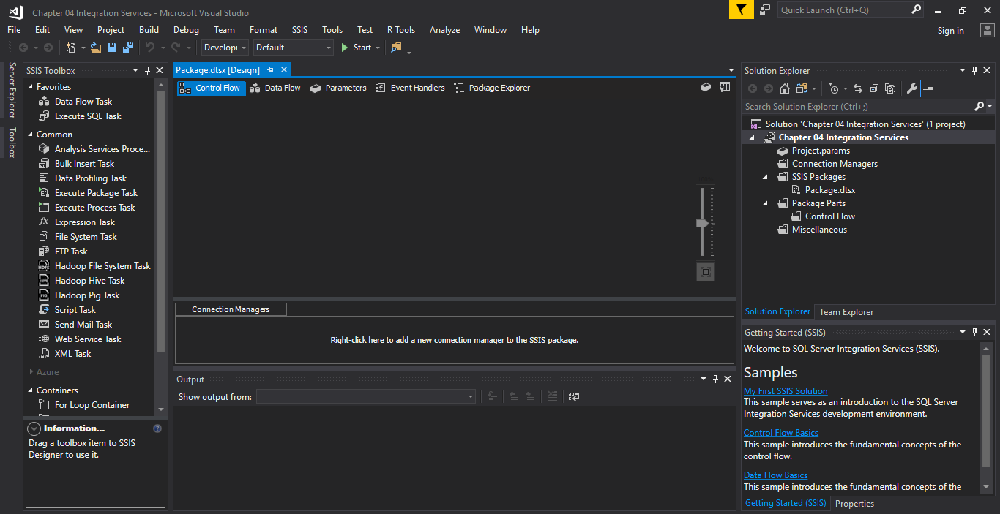 Chapter 04 Integration Services - Microsoft Visual Studio
Quick Launch (Ctrl+Q)
File Edit View Project Build Debug Team Format SSIS Tools Test R Tools Analyze Window Help
Sign in
Develop Default Start
Server Explorer
Toolbox
SSIS Toolbox
Favorites
Data Flow Task
Execute SQL Task
Common
Analysis Services Proce...
Bulk Insert Task
Data Profiling Task
Execute Package Task
Execute Process Task
Expression Task
File System Task
FTP Task
Hadoop File System Task
Hadoop Hive Task
Hadoop Pig Task
Script Task
Send Mail Task
Web Service Task
XML Task
Azure
Containers
For Loop Container
Information...
Drag a toolbox item to SSIS
Designer to use it.
Package.dtsx [Design]
Control Flow Data Flow Parameters Event Handlers Package Explorer
Connection Managers
Right-click here to add a new connection manager to the SSIS package.
Output
Show output from:
Solution Explorer
Search Solution Explorer (Ctrl+;)
Solution 'Chapter 04 Integration Services' (1 project)
Chapter 04 Integration Services
Project.params
Connection Managers
SSIS Packages
Package.dtsx
Package Parts
Control Flow
Miscellaneous
Solution Explorer Team Explorer
Getting Started (SSIS)
Welcome to SQL Server Integration Services (SSIS).
Samples
My First SSIS Solution
This sample serves as an introduction to the SQL Server
Integration Services development environment.
Control Flow Basics
This sample introduces the fundamental concepts of the
control flow.
Data Flow Basics
This sample introduces the fundamental concepts of the
Getting Started (SSIS) Properties